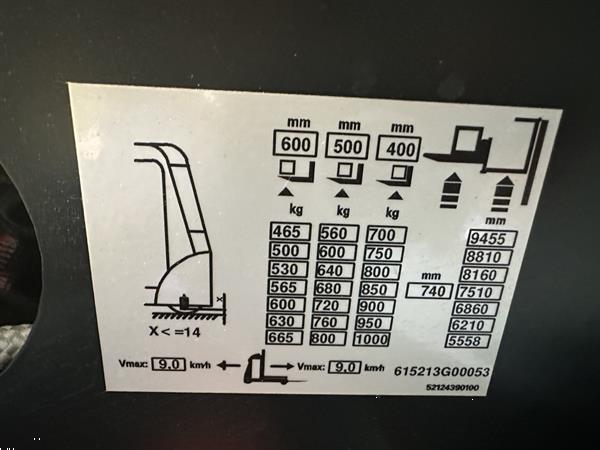 mm mm mm
600 500 400
kg kg kg mm
465 560 700 9455
500 600 750 8810
530 640 800 mm 8160
565 680 850 740 7510
600 720 900 6860
630 760 950 6210
665 800 1000 5558
x
X < =14
Vmax: 9.0 km/h Vmax: 9.0 km/h 615213G00053
52124390100